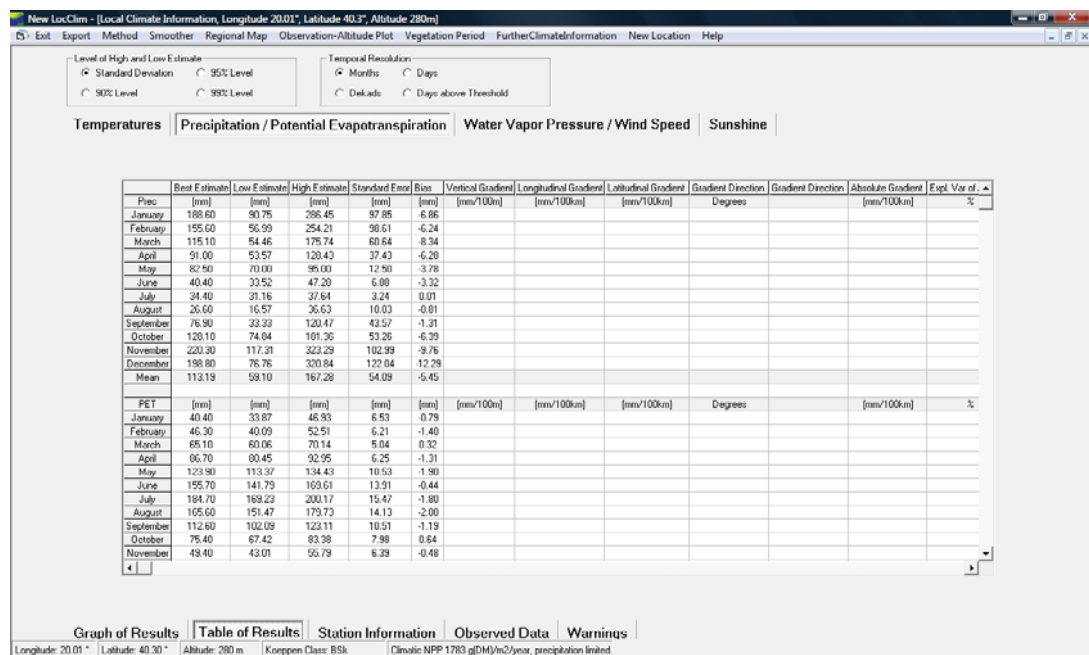 New LocClim - [Local Climate Information, Longitude 20.01°, Latitude 40.3°, Altitude 280m]
Exit Export Method Smoother Regional Map Observation-Altitude Plot Vegetation Period FurtherClimateInformation New Location Help
Level of High and Low Estimate Temporal Resolution
Standard Deviation 95% Level Months Days
90% Level 99% Level Dekads Days above Threshold
Temperatures Precipitation / Potential Evapotranspiration Water Vapor Pressure / Wind Speed Sunshine
Best Estimate Low Estimate High Estimate Standard Error Bias Vertical Gradient Longitudinal Gradient Latitudinal Gradient Gradient Direction Gradient Direction Absolute Gradient Expl. Var of.
Prec [mm] [mm] [mm] [mm] [mm] [mm/100m] [mm/100km] [mm/100km] Degrees [mm/100km] %
January 188.60 90.75 286.45 97.85 -6.86
February 155.60 56.99 254.21 98.61 -6.24
March 115.10 54.46 175.74 60.64 -8.34
April 91.00 53.57 128.43 37.43 -6.28
May 82.50 70.00 95.00 12.50 -3.78
June 40.40 33.52 47.28 6.88 -3.32
July 34.40 31.16 37.64 3.24 0.01
August 26.60 16.57 36.63 10.03 -0.81
September 76.90 33.33 120.47 43.57 -1.31
October 128.10 74.84 181.36 53.26 -6.39
November 220.30 117.31 323.29 102.99 -9.76
December 198.80 76.76 320.84 122.04 -12.29
Mean 113.19 59.10 167.28 54.09 -5.45
PET [mm] [mm] [mm] [mm] [mm] [mm/100m] [mm/100km] [mm/100km] Degrees [mm/100km] %
January 40.40 33.87 46.93 6.53 -0.79
February 46.30 40.09 52.51 6.21 -1.40
March 65.10 60.06 70.14 5.04 0.32
April 86.70 80.45 92.95 6.25 -1.31
May 123.90 113.37 134.43 10.53 -1.90
June 155.70 141.79 169.61 13.91 -0.44
July 184.70 169.23 200.17 15.47 -1.80
August 165.60 151.47 179.73 14.13 -2.00
September 112.60 102.09 123.11 10.51 -1.19
October 75.40 67.42 83.38 7.98 0.64
November 49.40 43.01 55.79 6.39 -0.48
Graph of Results Table of Results Station Information Observed Data Warnings
Longitude: 20.01 ° Latitude: 40.30 ° Altitude: 280 m Koeppen Class: BSk Climatic NPP 1783 g(DM)/m2/year, precipitation limited.